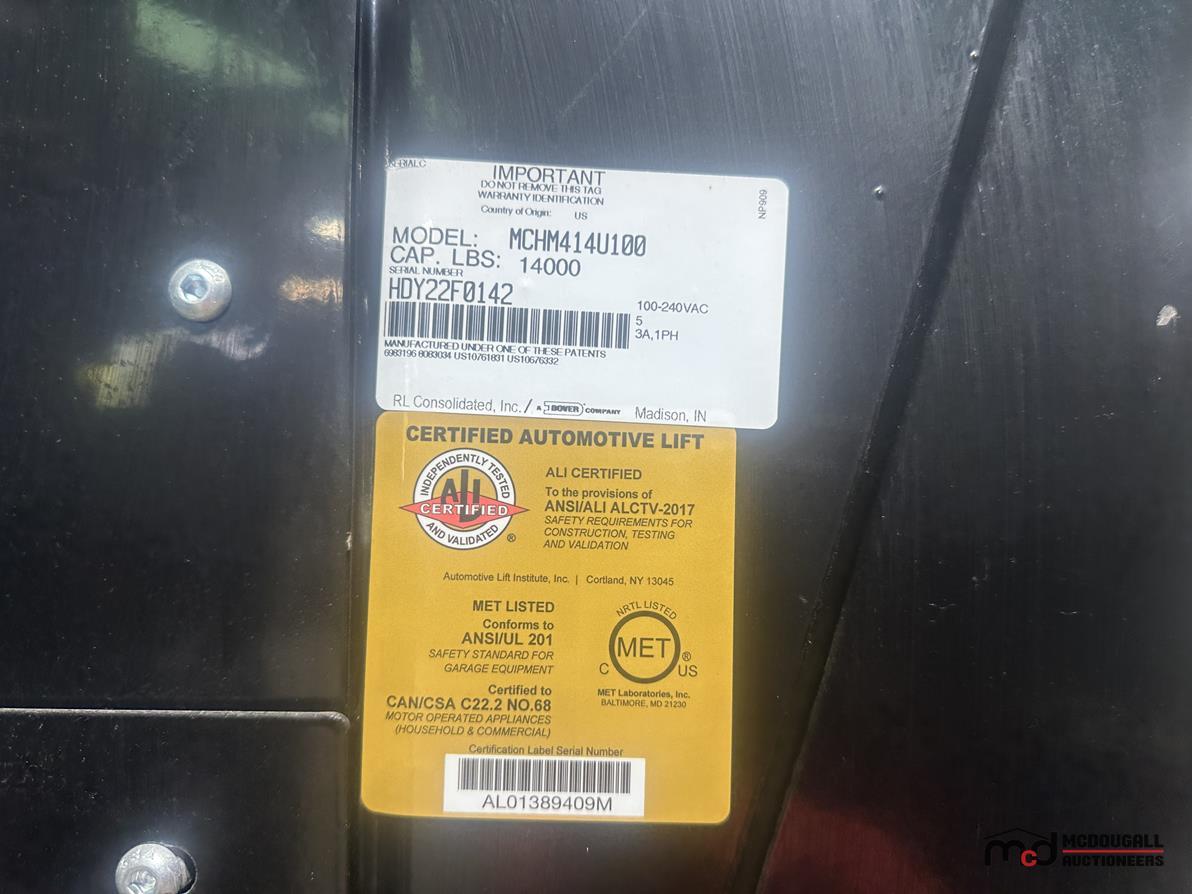 SERIALC
IMPORTANT
DO NOT REMOVE THIS TAG
WARRANTY IDENTIFICATION
Country of Origin: US
NP909
MODEL: MCHM414U100
CAP. LBS: 14000
SERIAL NUMBER
HDY22F0142
100-240VAC
5
3A,1PH
MANUFACTURED UNDER ONE OF THESE PATENTS
6983196 8083034 US10761831 US10676332
RL Consolidated, Inc. / A DOVER COMPANY Madison, IN
CERTIFIED AUTOMOTIVE LIFT
INDEPENDENTLY TESTED
ALI
CERTIFIED
AND VALIDATED ®
ALI CERTIFIED
To the provisions of
ANSI/ALI ALCTV-2017
SAFETY REQUIREMENTS FOR
CONSTRUCTION, TESTING
AND VALIDATION
Automotive Lift Institute, Inc. | Cortland, NY 13045
MET LISTED
Conforms to
ANSI/UL 201
SAFETY STANDARD FOR
GARAGE EQUIPMENT
Certified to
CAN/CSA C22.2 NO.68
MOTOR OPERATED APPLIANCES
(HOUSEHOLD & COMMERCIAL)
NRTL LISTED
MET ®
C US
MET Laboratories, Inc.
BALTIMORE, MD 21230
Certification Label Serial Number
AL01389409M
mcd MCDOUGALL
AUCTIONEERS